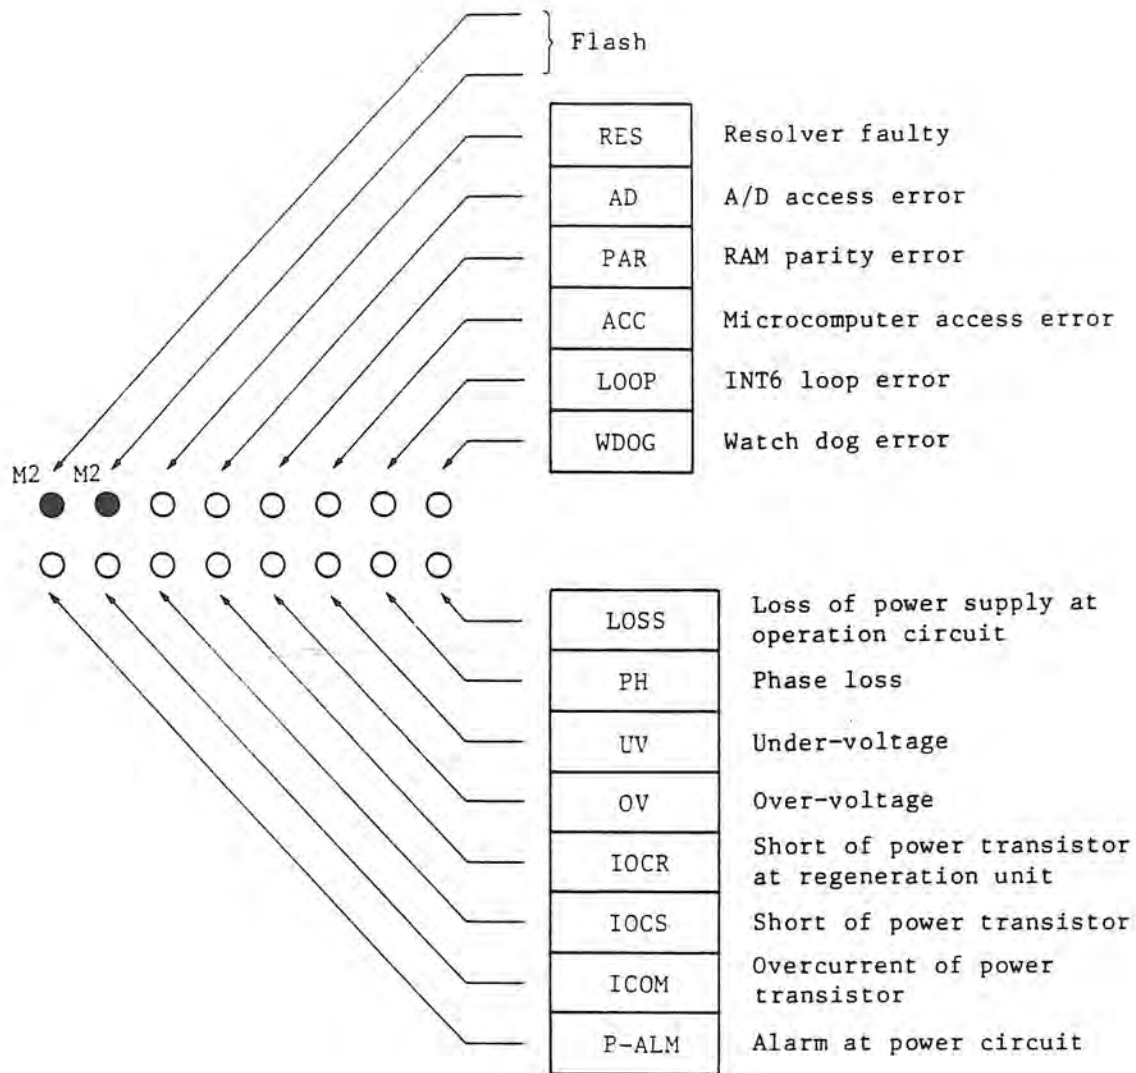 Flash
RES Resolver faulty
AD A/D access error
PAR RAM parity error
ACC Microcomputer access error
LOOP INT6 loop error
WDOG Watch dog error
M2 M2
LOSS Loss of power supply at
operation circuit
PH Phase loss
UV Under-voltage
OV Over-voltage
IOCR Short of power transistor
at regeneration unit
IOCS Short of power transistor
ICOM Overcurrent of power
transistor
P-ALM Alarm at power circuit